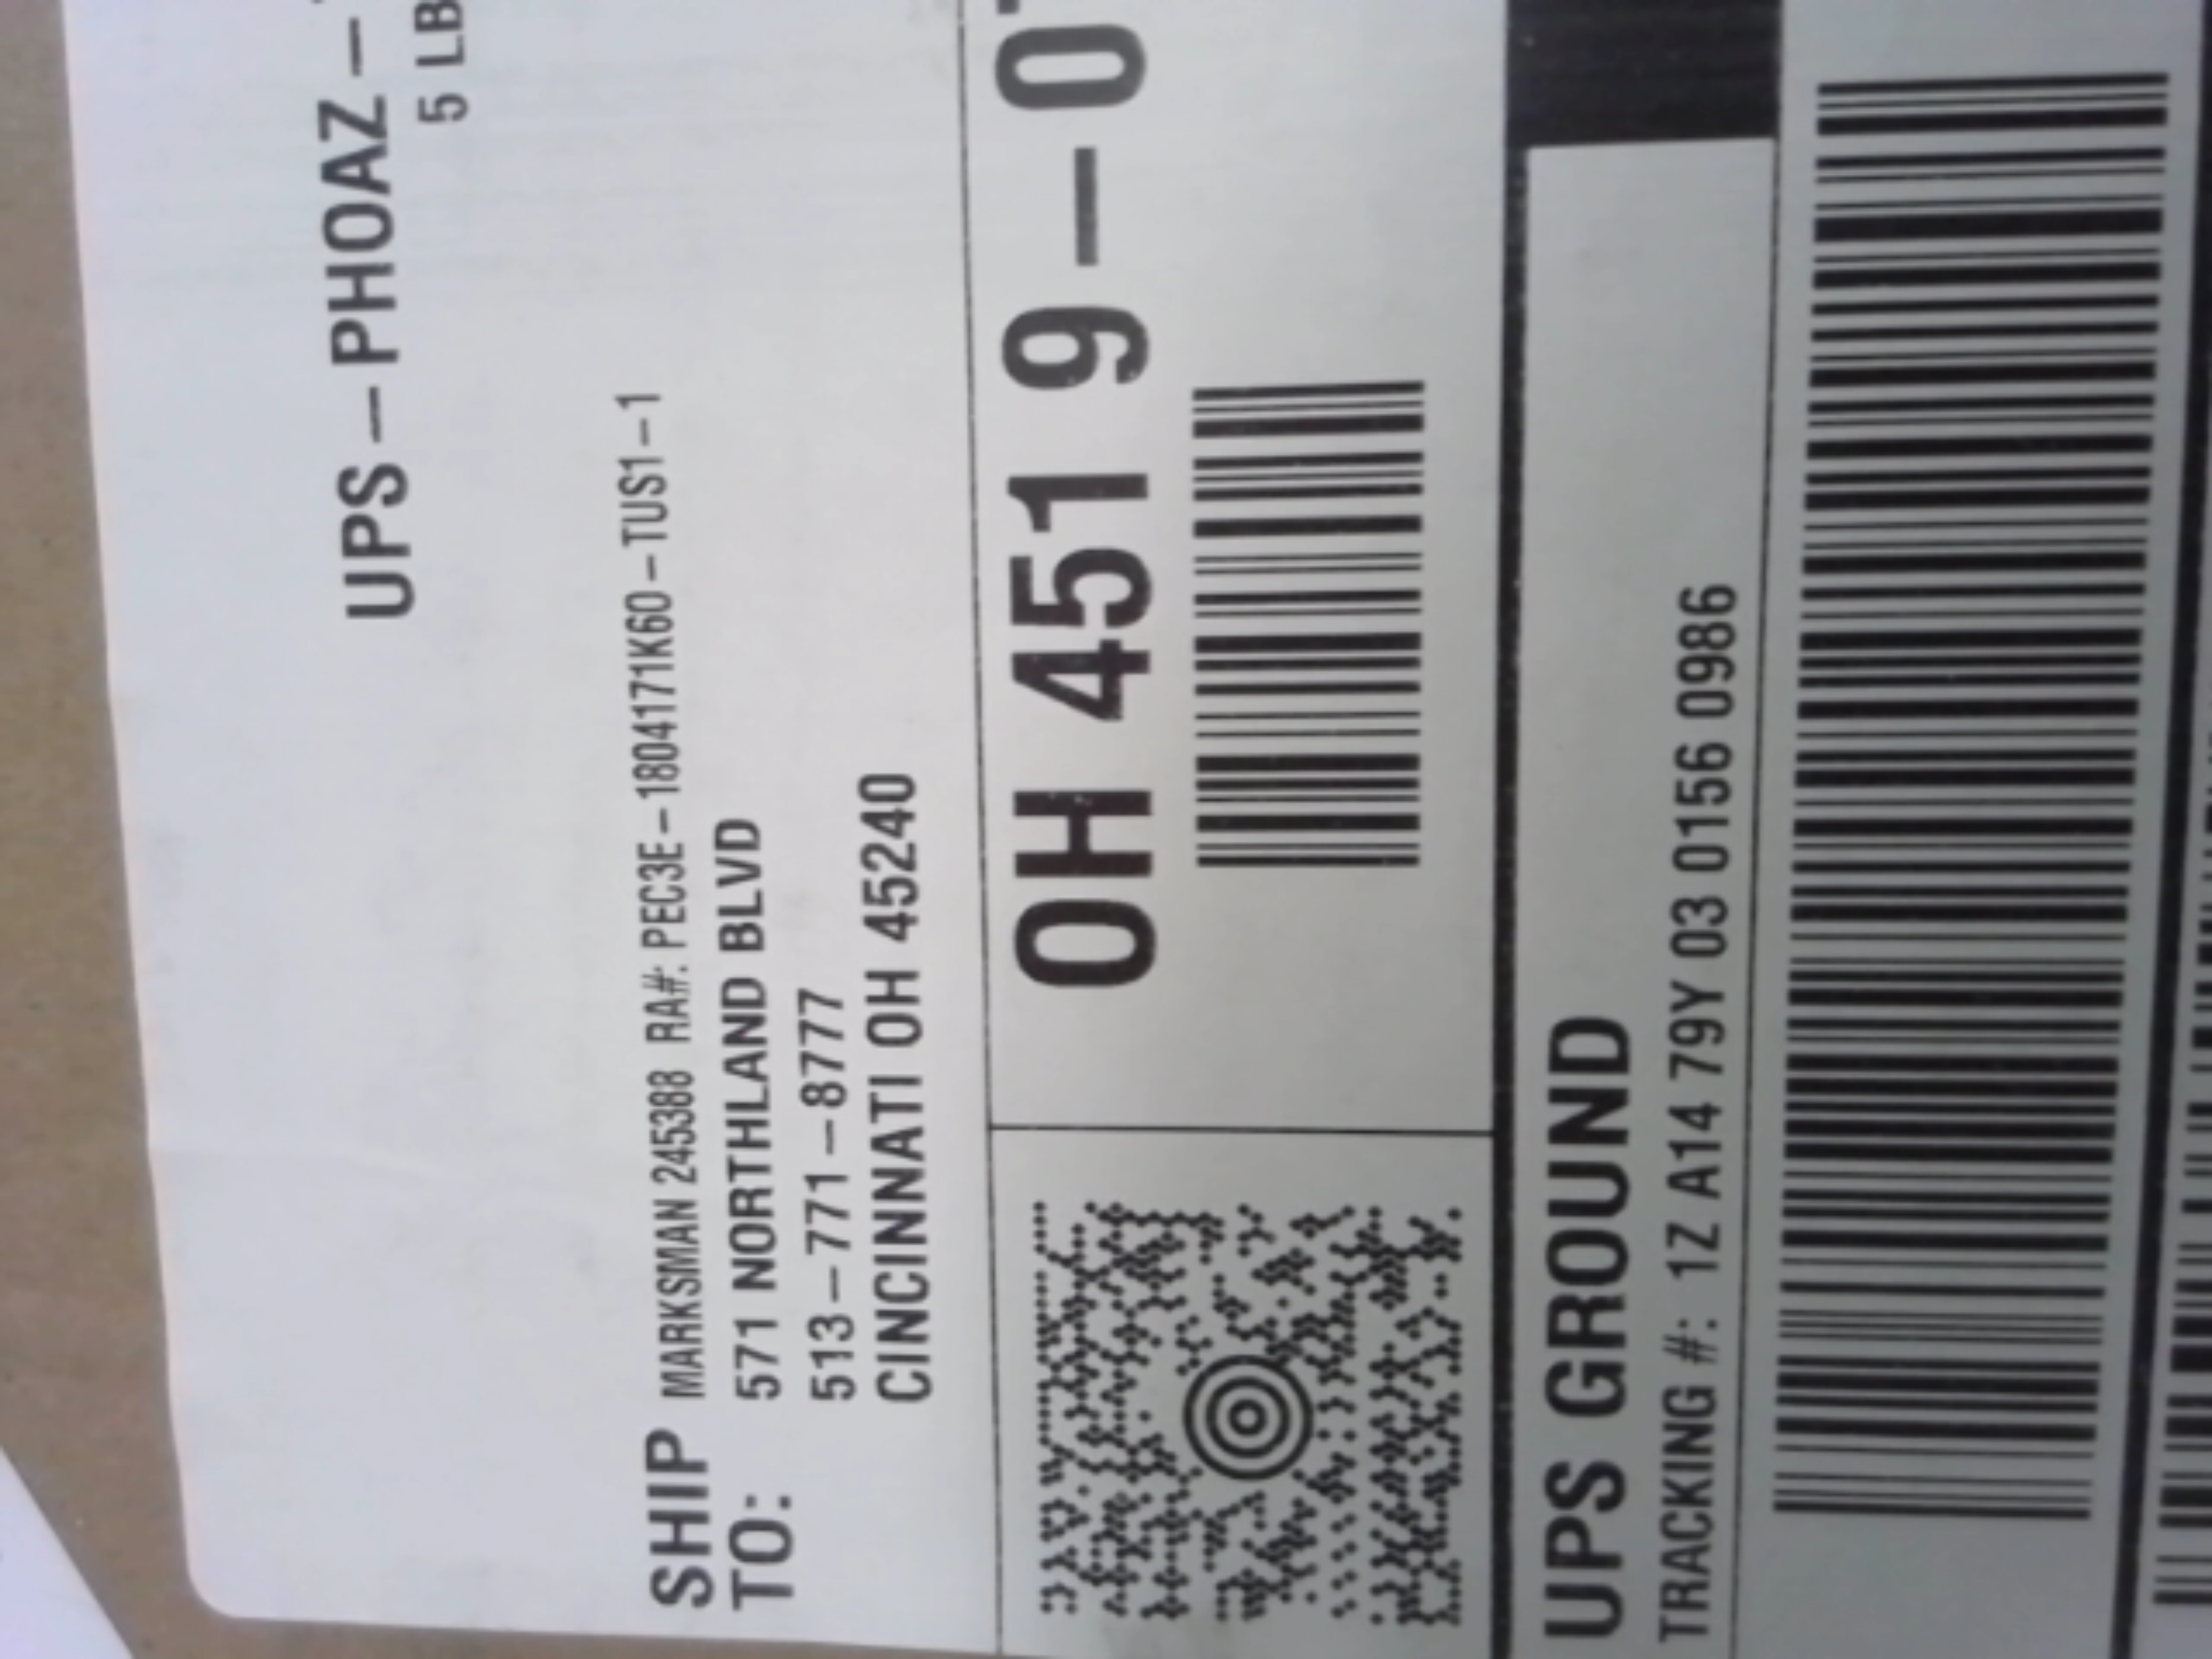 UPS-PHOAZ-
5 LB
SHIP TO:
MARKSMAN 245388 RA#: PEC3E-1804171K60-TUS1-1
571 NORTHLAND BLVD
513-771-8777
CINCINNATI OH 45240
OH 451 9-0
UPS GROUND
TRACKING #: 1Z A14 79Y 03 0156 0986